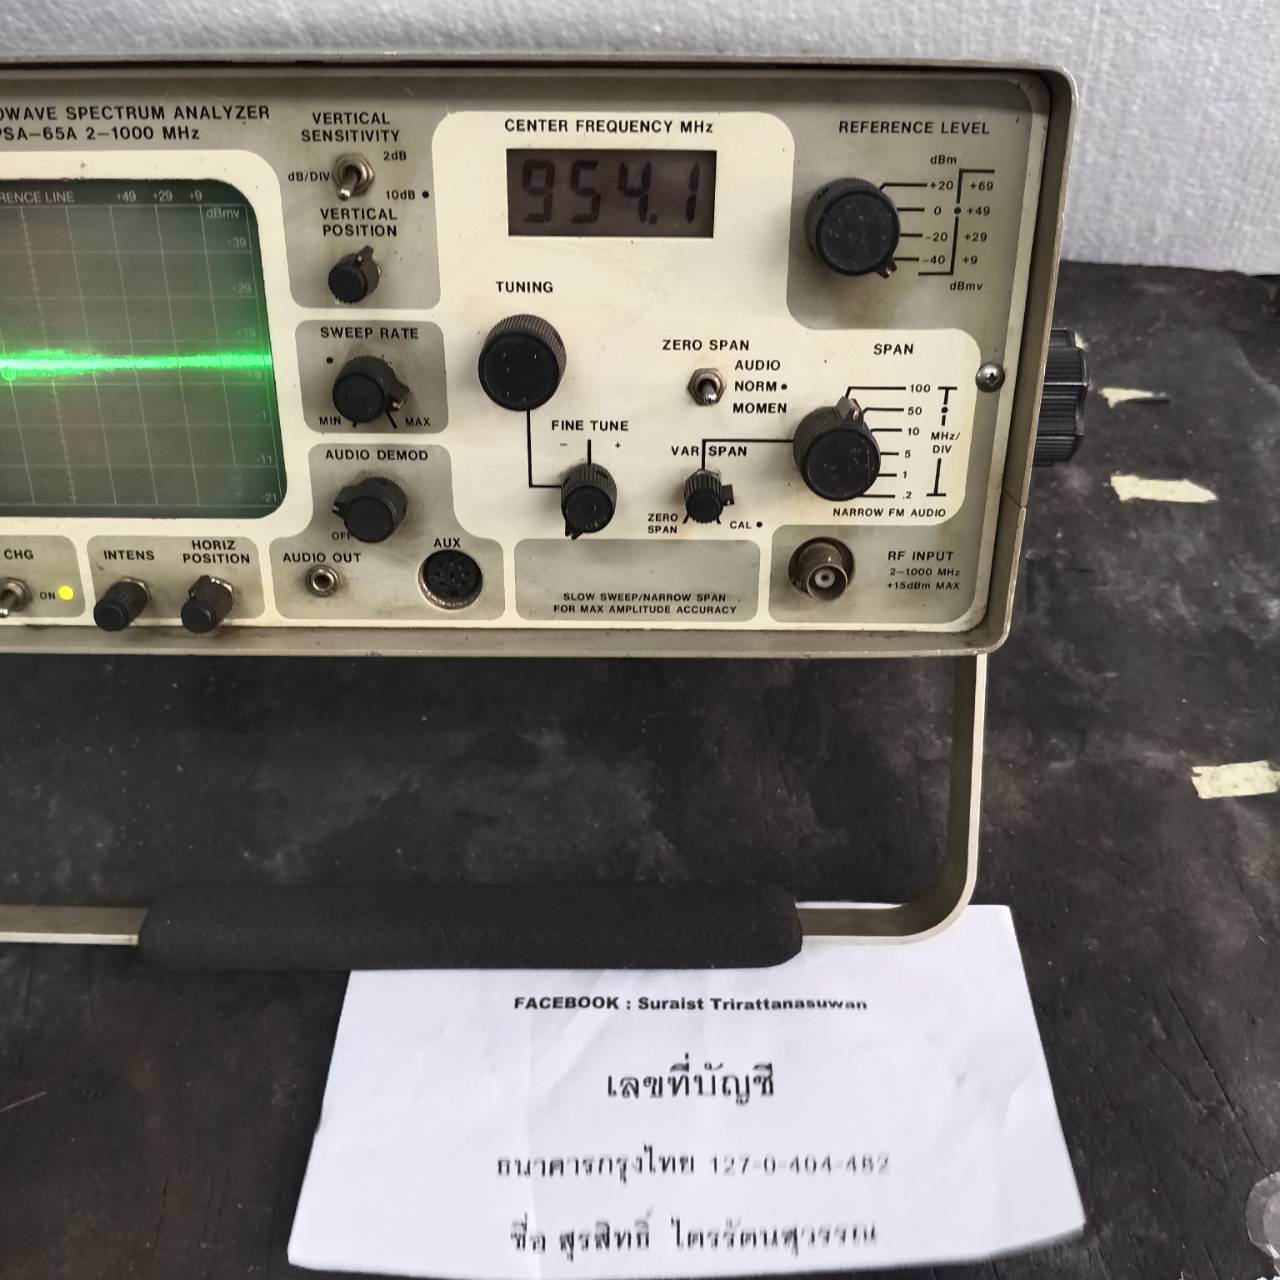 SPECTRUM ANALYZER
PSA-65A 2-1000 MHz
LINE +49 +29 +9
dBmv
-39
-29
-19
-1
-11
-21
VERTICAL
SENSITIVITY
2dB
dB/DIV
10dB
VERTICAL
POSITION
SWEEP RATE
MIN MAX
AUDIO DEMOD
OFF
AUDIO OUT
AUX
CHG
ON
INTENS
HORIZ
POSITION
CENTER FREQUENCY MHz
954.1
TUNING
FINE TUNE
- +
ZERO SPAN
AUDIO
NORM
MOMEN
VAR SPAN
ZERO
SPAN
CAL
SLOW SWEEP/NARROW SPAN
FOR MAX AMPLITUDE ACCURACY
REFERENCE LEVEL
dBm
+20 +69
0 +49
-20 +29
-40 +9
dBmv
SPAN
100
50
10
5
1
.2
MHz/
DIV
NARROW FM AUDIO
RF INPUT
2-1000 MHz
+15dBm MAX
FACEBOOK : Suraist Trirattanasuwan
เลขที่บัญชี
ธนาคารกรุงไทย 127-0-404-482
ชื่อ สุรสิทธิ์ ไตรรัตนสุวรรณ